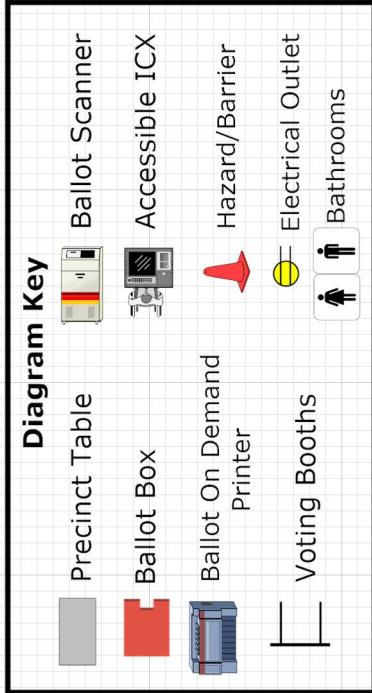 Diagram Key
Precinct Table
Ballot Box
Ballot On Demand
Printer
Voting Booths
Ballot Scanner
Accessible ICX
Hazard/Barrier
Electrical Outlet
Bathrooms